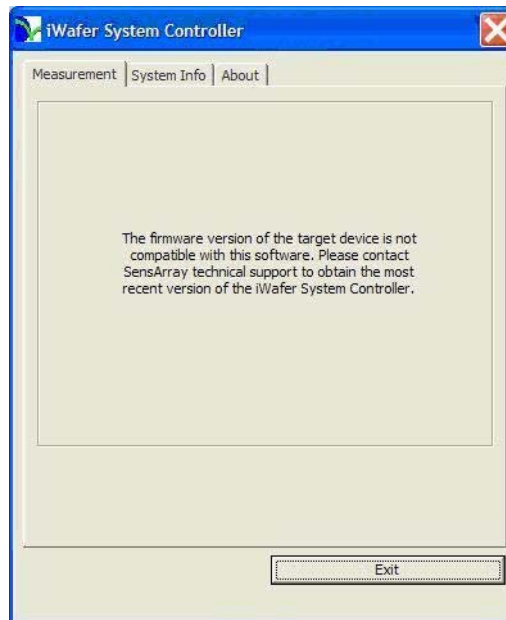 iWafer System Controller
Measurement System Info About
The firmware version of the target device is not
compatible with this software. Please contact
SensArray technical support to obtain the most
recent version of the iWafer System Controller.
Exit